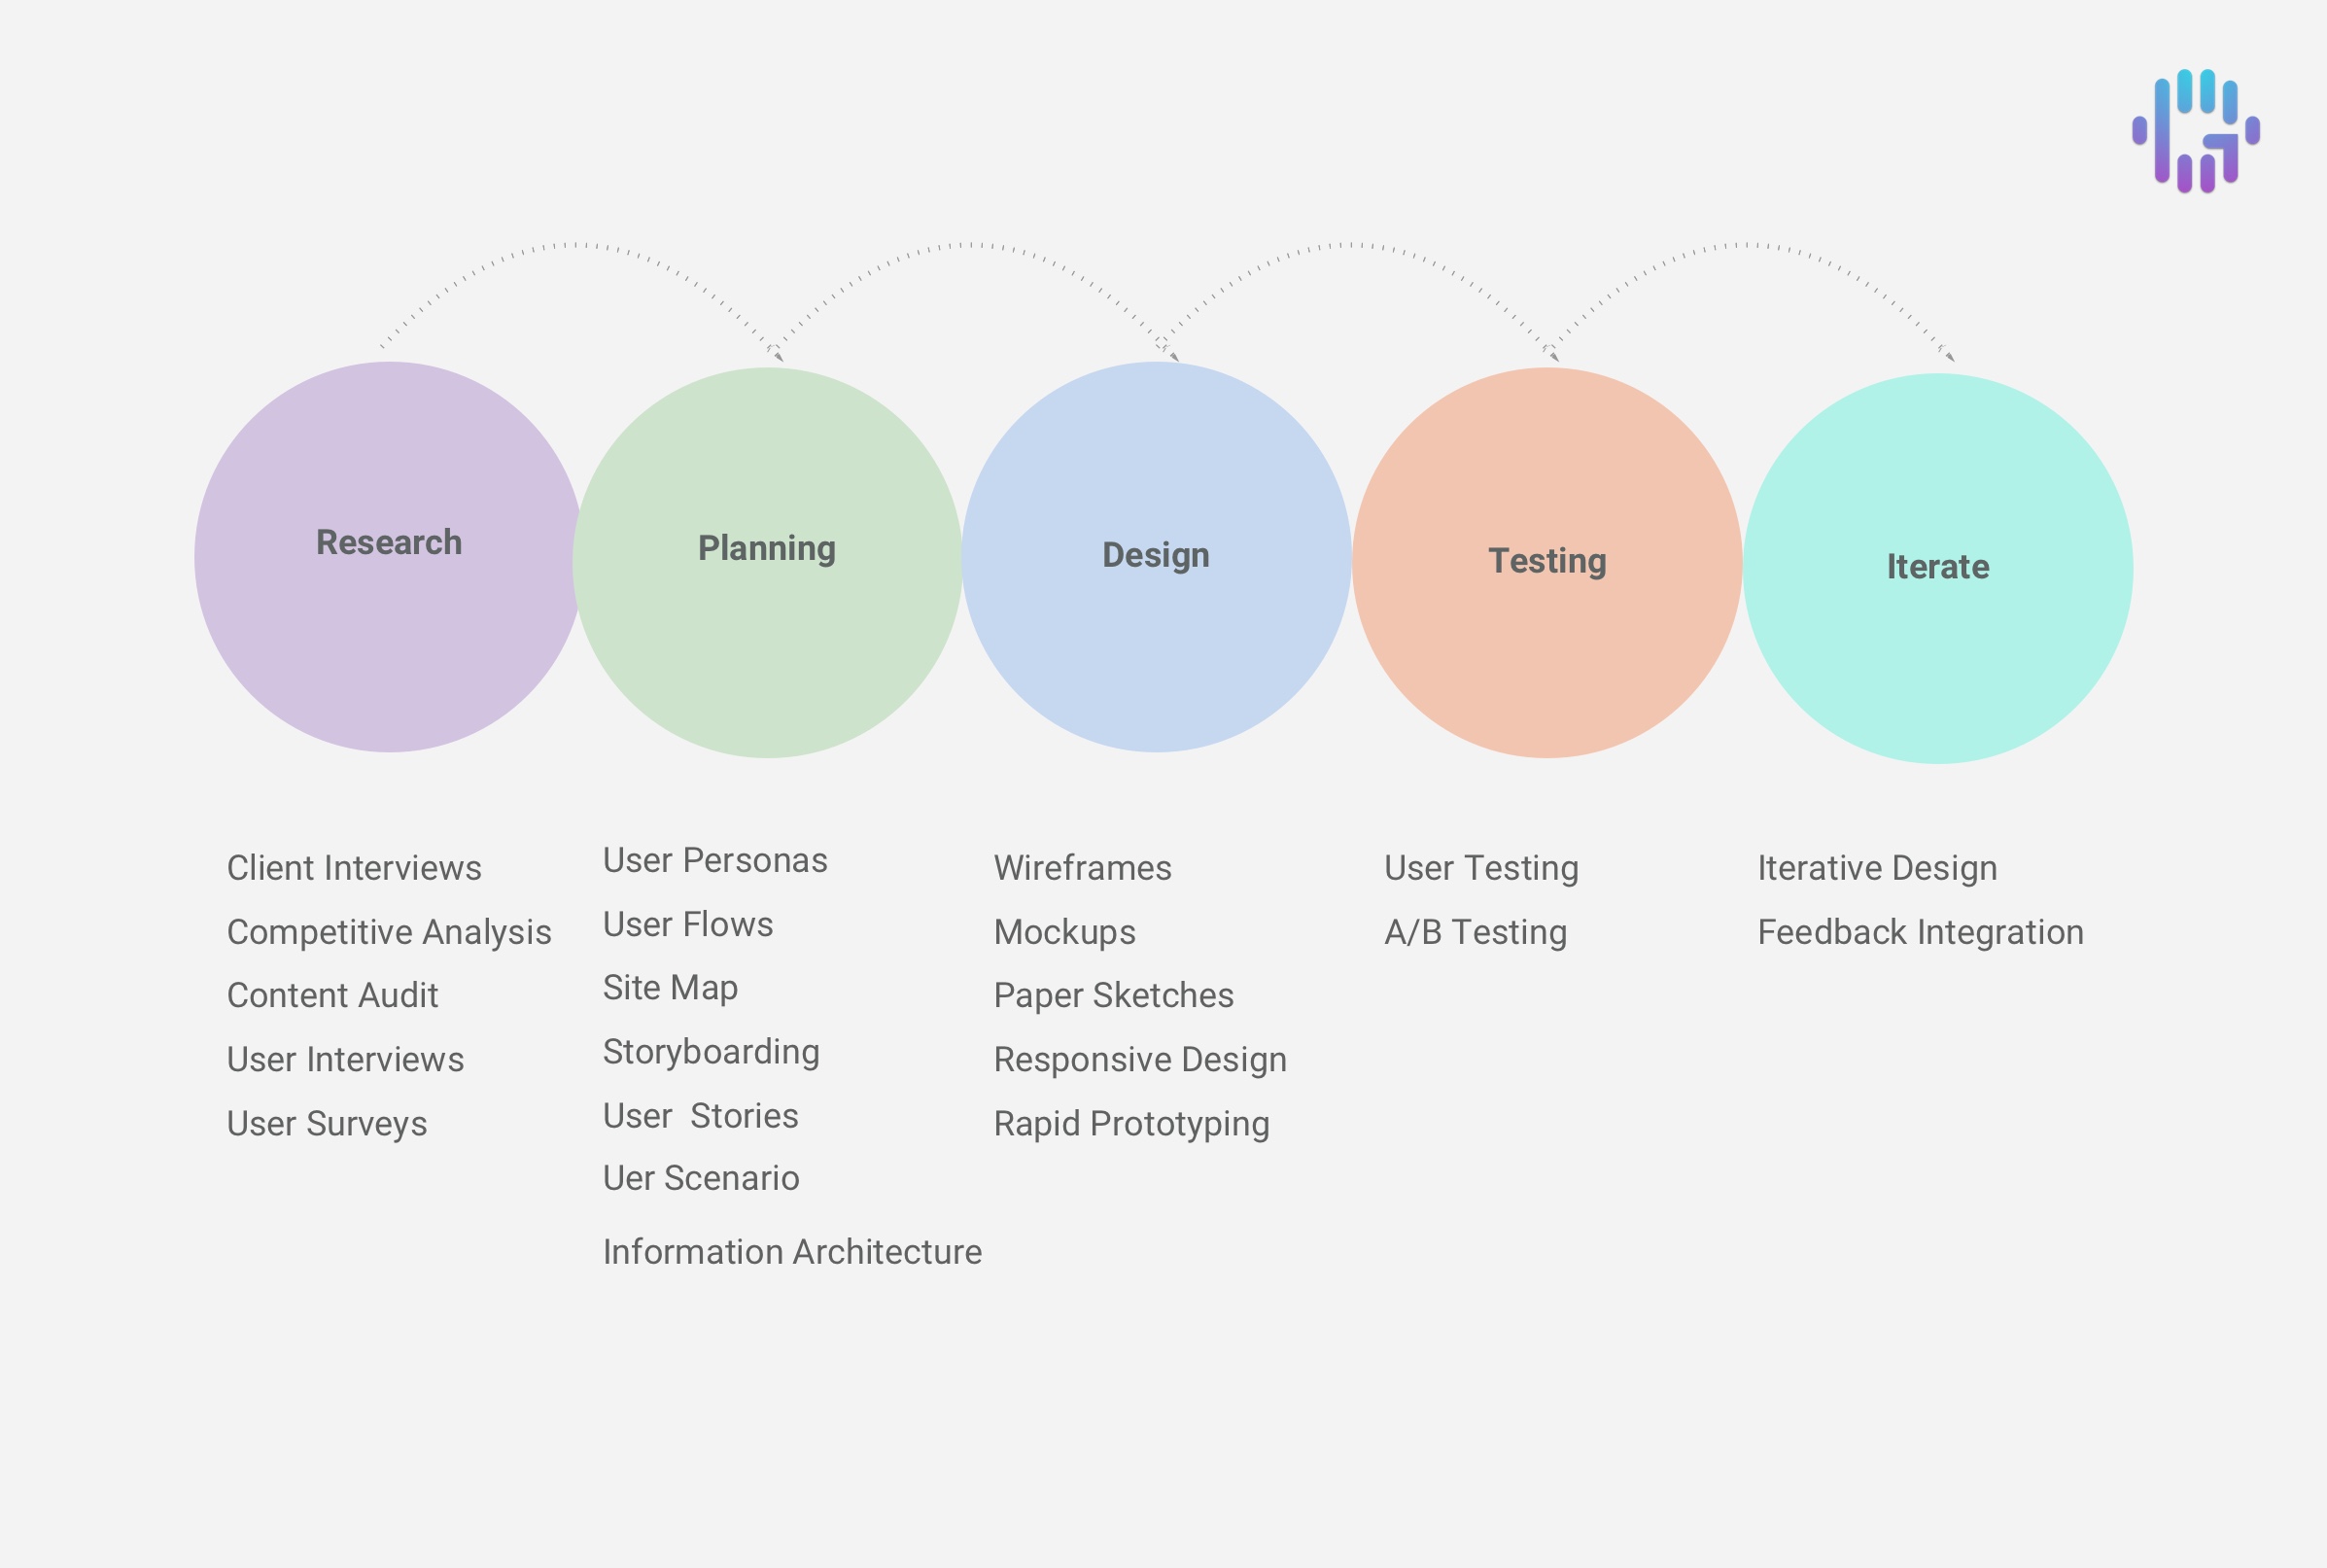 Research
Planning
Design
Testing
Iterate
Client Interviews
Competitive Analysis
Content Audit
User Interviews
User Surveys
User Personas
User Flows
Site Map
Storyboarding
User  Stories
Uer Scenario
Information Architecture
Wireframes
Mockups
Paper Sketches
Responsive Design
Rapid Prototyping
User Testing
A/B Testing
Iterative Design
Feedback Integration